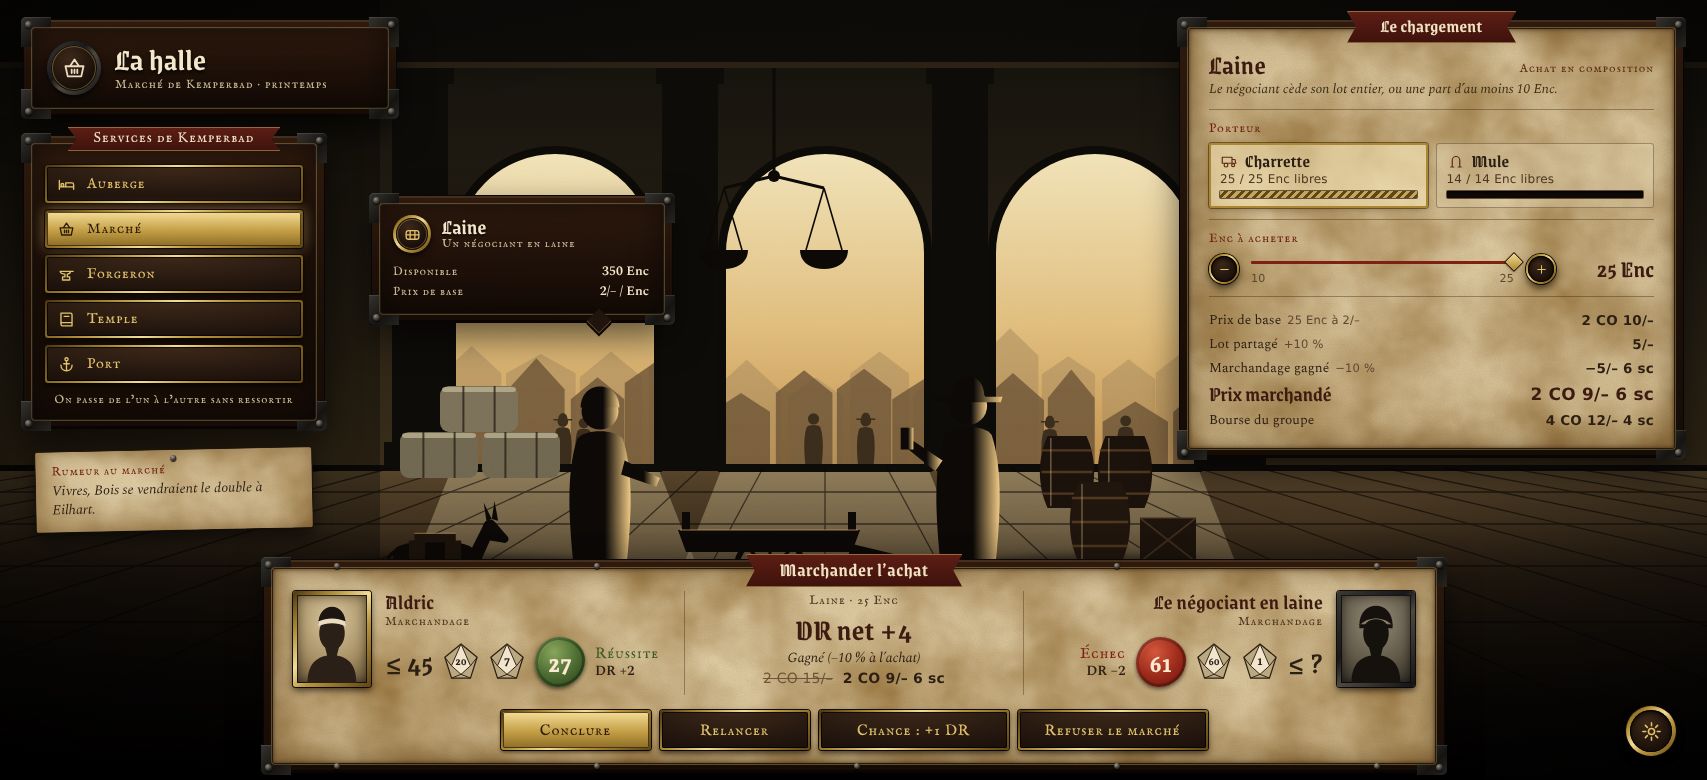 La halle
Marché de Kemperbad · printemps
Services de Kemperbad
Auberge
Marché
Forgeron
Temple
Port
On passe de l'un à l'autre sans ressortir
Rumeur au marché
Vivres, Bois se vendraient le double à
Eilhart.
Laine
Un négociant en laine
Disponible 350 Enc
Prix de base 2/– / Enc
Le chargement
Laine Achat en composition
Le négociant cède son lot entier, ou une part d'au moins 10 Enc.
Porteur
Charrette
25 / 25 Enc libres
Mule
14 / 14 Enc libres
Enc à acheter
− + 25 Enc
10 25
Prix de base 25 Enc à 2/– 2 CO 10/–
Lot partagé +10 % 5/–
Marchandage gagné −10 % −5/– 6 sc
Prix marchandé 2 CO 9/– 6 sc
Bourse du groupe 4 CO 12/– 4 sc
Marchander l'achat
Aldric
Marchandage
≤ 45 20 7 27 Réussite
DR +2
Laine · 25 Enc
DR net +4
Gagné (−10 % à l'achat)
2 CO 15/– 2 CO 9/– 6 sc
Le négociant en laine
Marchandage
Échec 61 60 1 ≤ ?
DR −2
Conclure
Relancer
Chance : +1 DR
Refuser le marché